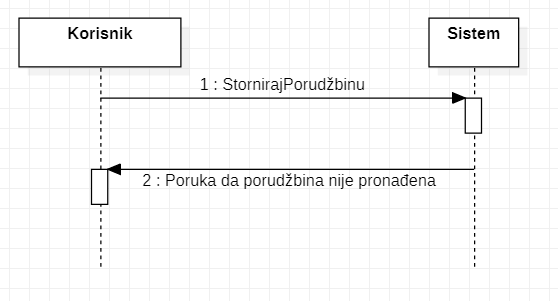 Korisnik
Sistem
1 : StornirajPorudžbinu
2 : Poruka da porudžbina nije pronađena